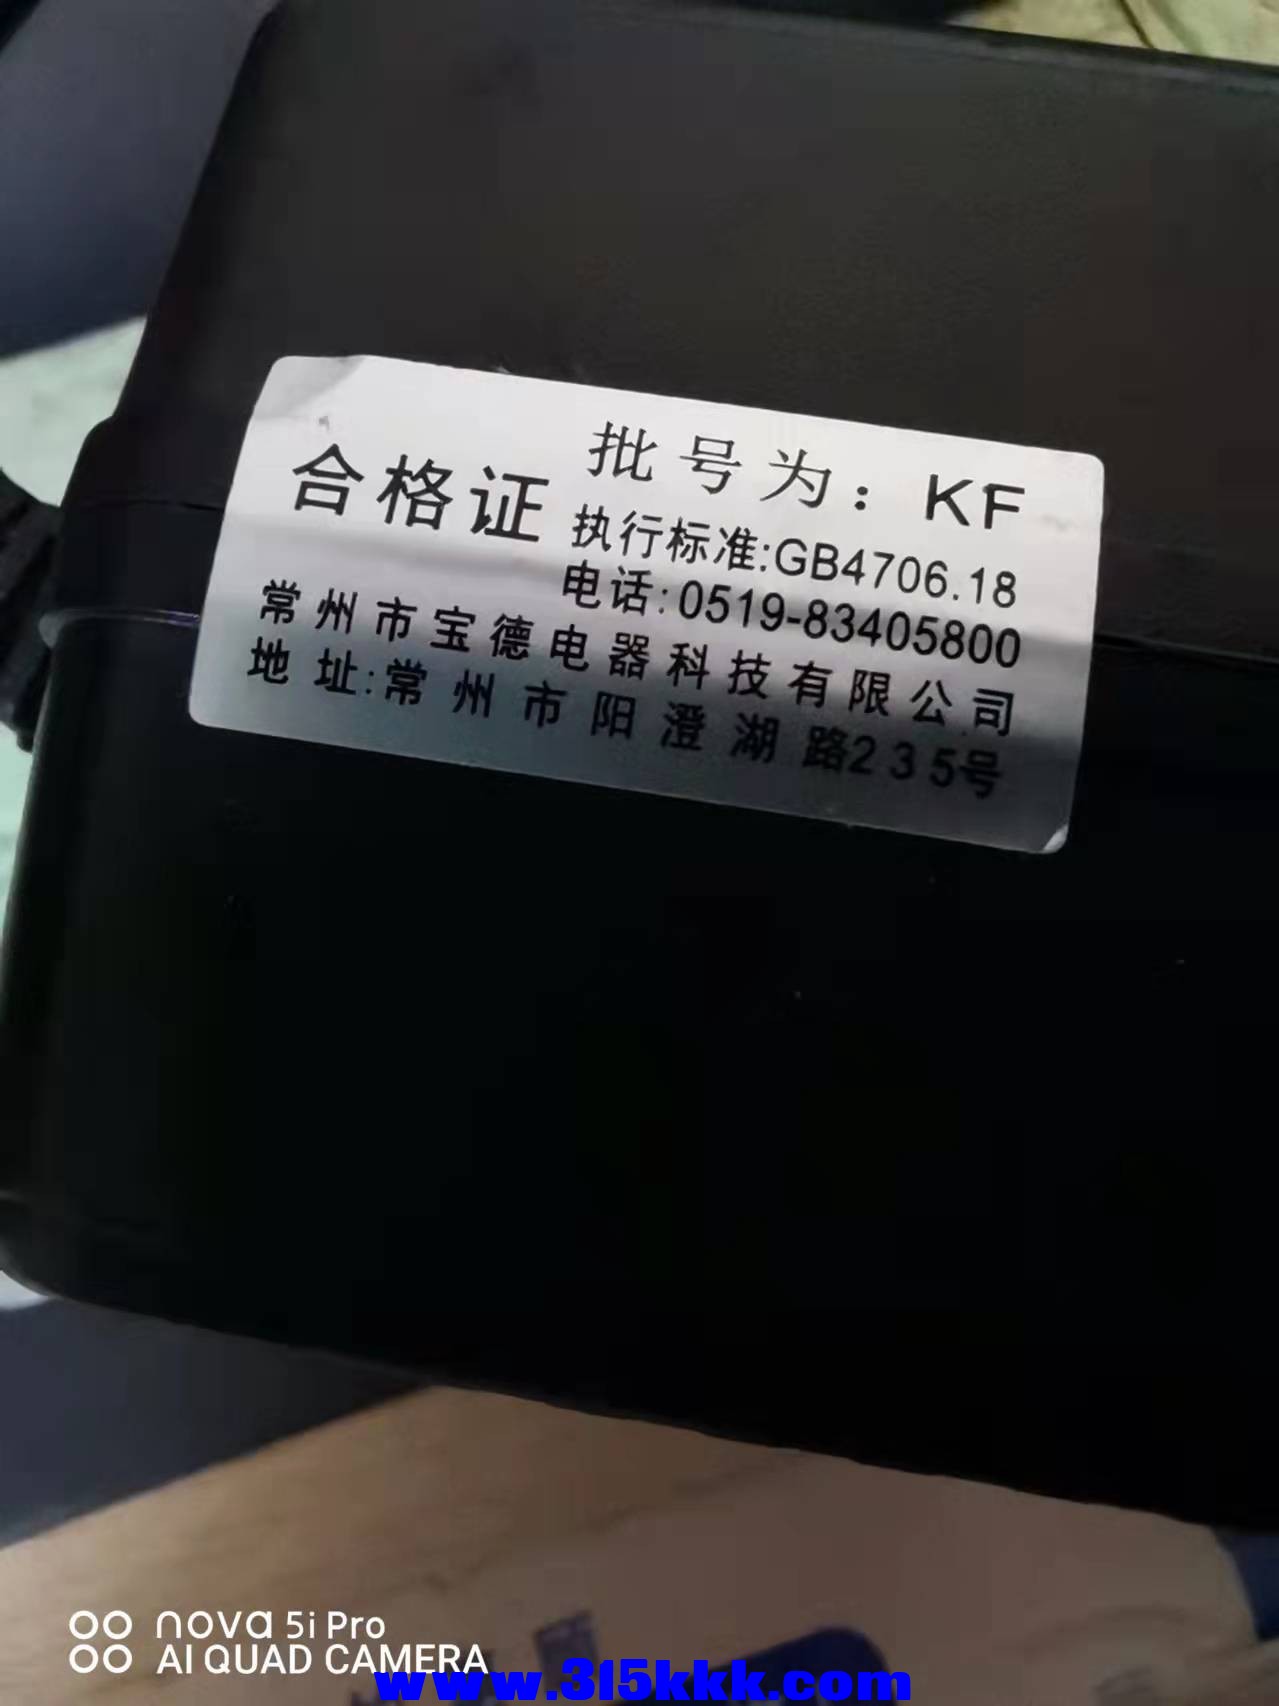 批号为：KF
合格证
执行标准:GB4706.18
电话:0519-83405800
常州市宝德电器科技有限公司
地址:常州市阳澄湖路235号
nova 5i Pro
AI QUAD CAMERA
www.315kkk.com